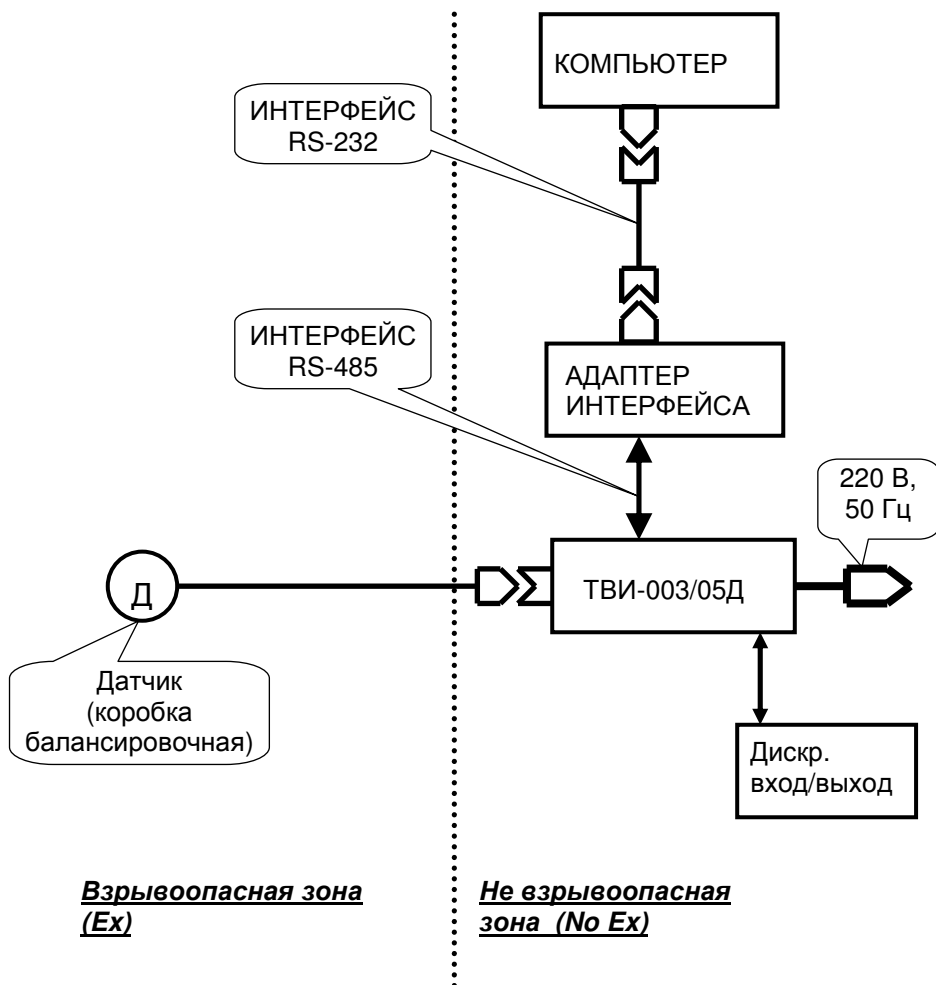 КОМПЬЮТЕР
ИНТЕРФЕЙС
RS-232
ИНТЕРФЕЙС
RS-485
АДАПТЕР
ИНТЕРФЕЙСА
220 В,
50 Гц
Д
ТВИ-003/05Д
Датчик
(коробка
балансировочная)
Дискр.
вход/выход
Взрывоопасная зона
(Ex)
Не взрывоопасная
зона (No Ex)